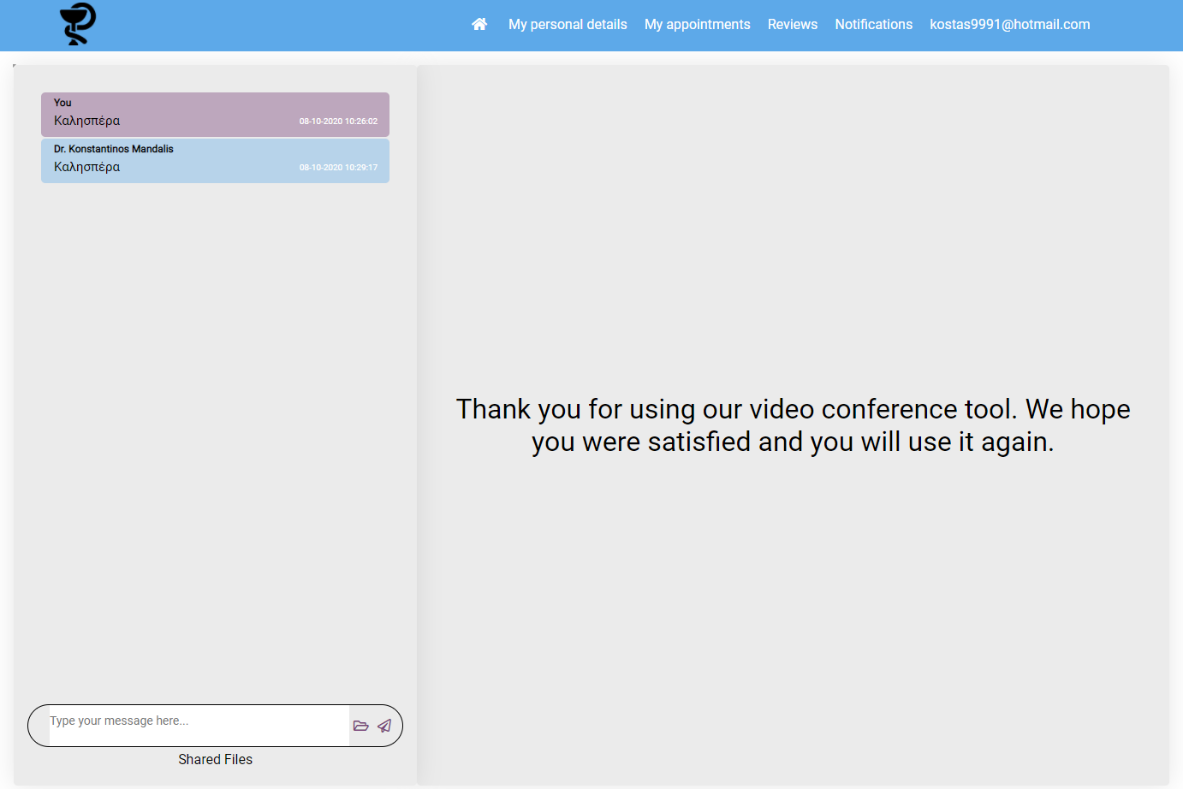 My personal details My appointments Reviews Notifications kostas9991@hotmail.com
You
Καλησπέρα 08-10-2020 10:26:02
Dr. Konstantinos Mandalis
Καλησπέρα 08-10-2020 10:29:17
Thank you for using our video conference tool. We hope
you were satisfied and you will use it again.
Type your message here...
Shared Files